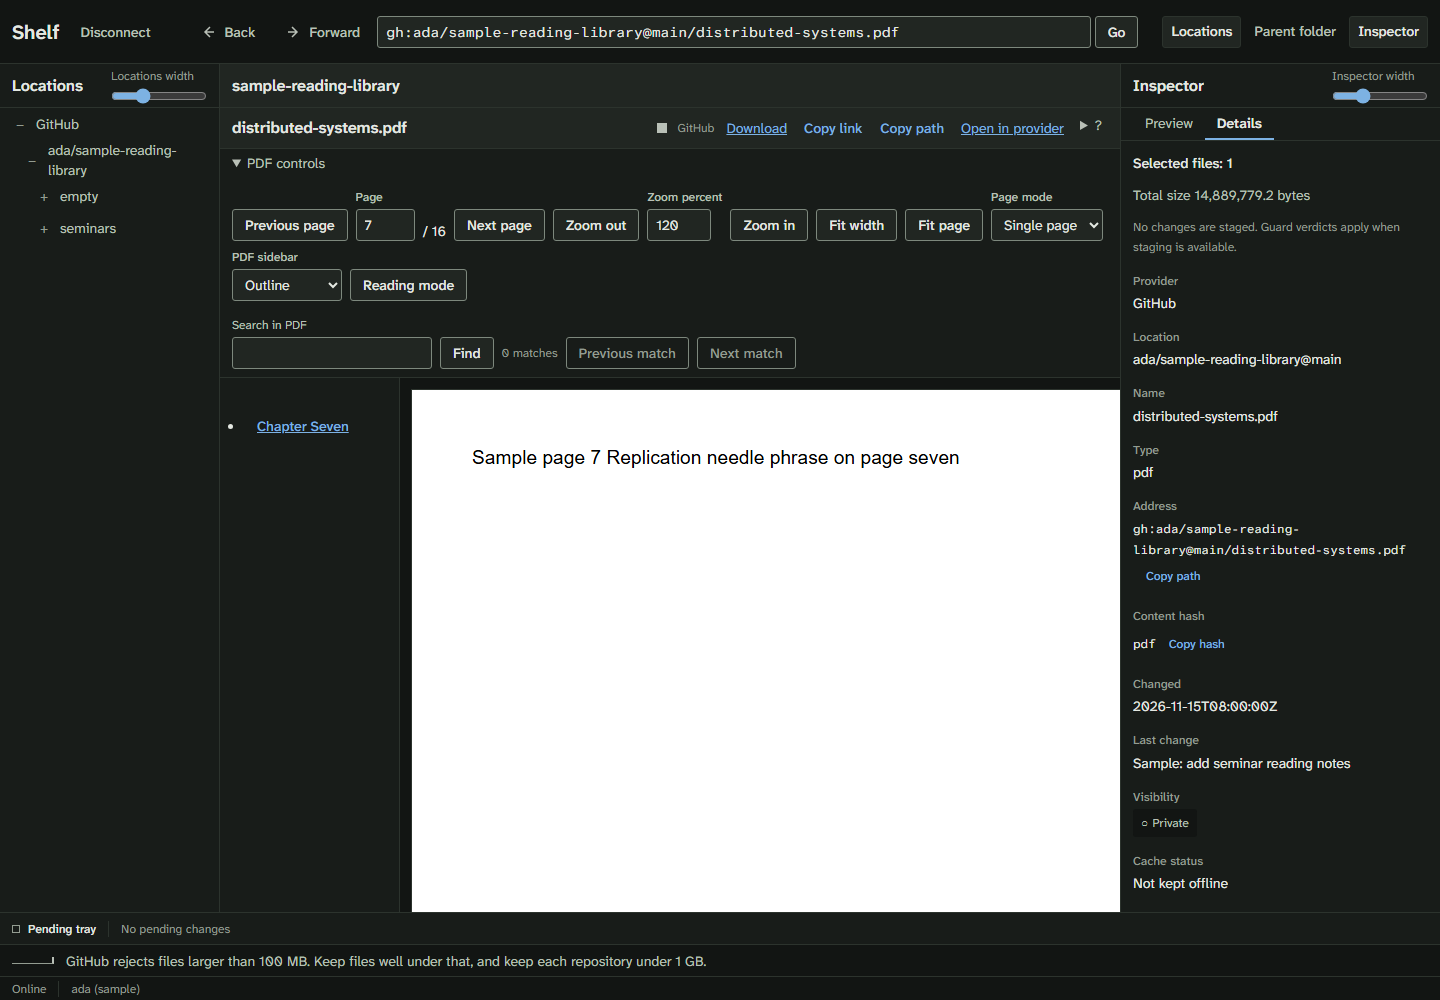 Shelf
Disconnect
Back
Forward
gh:ada/sample-reading-library@main/distributed-systems.pdf
Go
Locations
Parent folder
Inspector
Locations
Locations width
GitHub
ada/sample-reading-
library
empty
seminars
sample-reading-library
distributed-systems.pdf
GitHub
Download
Copy link
Copy path
Open in provider
?
PDF controls
Previous page
Page
7
/ 16
Next page
Zoom out
Zoom percent
120
Zoom in
Fit width
Fit page
Page mode
Single page
PDF sidebar
Outline
Reading mode
Search in PDF
Find
0 matches
Previous match
Next match
Chapter Seven
Sample page 7 Replication needle phrase on page seven
Inspector
Inspector width
Preview
Details
Selected files: 1
Total size 14,889,779.2 bytes
No changes are staged. Guard verdicts apply when
staging is available.
Provider
GitHub
Location
ada/sample-reading-library@main
Name
distributed-systems.pdf
Type
pdf
Address
gh:ada/sample-reading-
library@main/distributed-systems.pdf
Copy path
Content hash
pdf
Copy hash
Changed
2026-11-15T08:00:00Z
Last change
Sample: add seminar reading notes
Visibility
Private
Cache status
Not kept offline
Pending tray
No pending changes
GitHub rejects files larger than 100 MB. Keep files well under that, and keep each repository under 1 GB.
Online
ada (sample)